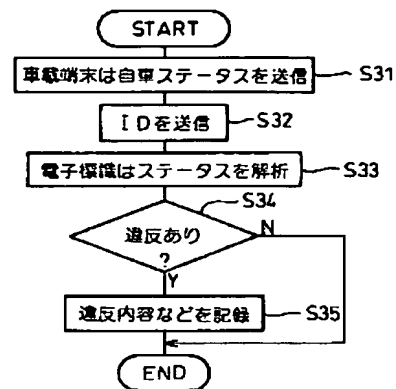 START
車載端末は自車ステータスを送信 S31
IDを送信 S32
電子標識はステータスを解析 S33
S34
違反あり N
?
Y
違反内容などを記録 S35
END